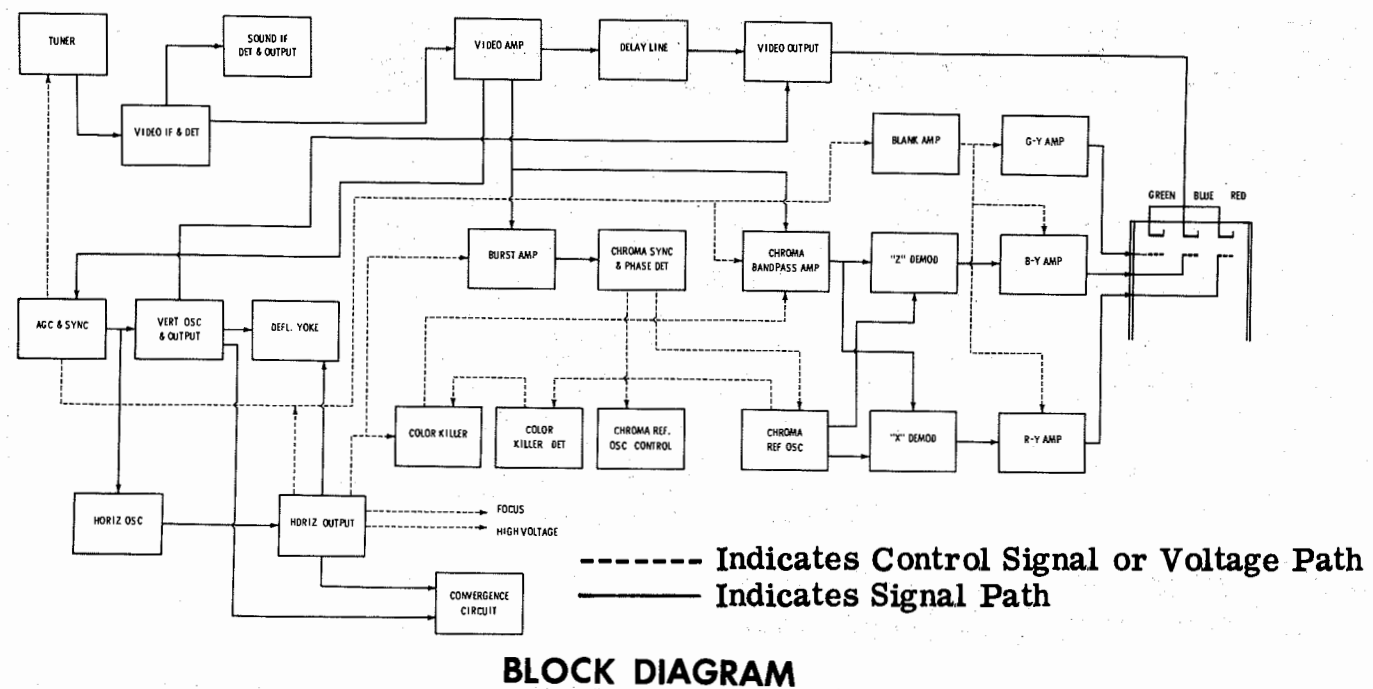 TUNER
SOUND IF
DET & OUTPUT
VIDEO AMP
DELAY LINE
VIDEO OUTPUT
VIDEO IF & DET
BLANK AMP
G-Y AMP
GREEN BLUE RED
BURST AMP
CHROMA SYNC
& PHASE DET
CHROMA
BANDPASS AMP
"Z" DEMOD
B-Y AMP
AGC & SYNC
VERT OSC
& OUTPUT
DEFL. YOKE
COLOR KILLER
COLOR
KILLER DET
CHROMA REF.
OSC CONTROL
CHROMA
REF OSC
"X" DEMOD
R-Y AMP
HORIZ OSC
HORIZ OUTPUT
FOCUS
HIGH VOLTAGE
CONVERGENCE
CIRCUIT
Indicates Control Signal or Voltage Path
Indicates Signal Path
BLOCK DIAGRAM